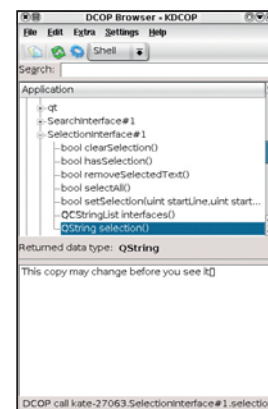 DCOP Browser - KDCOP
File Edit Extra Settings Help
Shell
Search:
Application
qt
SearchInterface#1
SelectionInterface#1
bool clearSelection()
bool hasSelection()
bool removeSelectedText()
bool selectAll()
bool setSelection(uint startLine,uint start...
QCStringList interfaces()
QString selection()
Returned data type: QString
This copy may change before you see it
DCOP call kate-27063.SelectionInterface#1.selectio